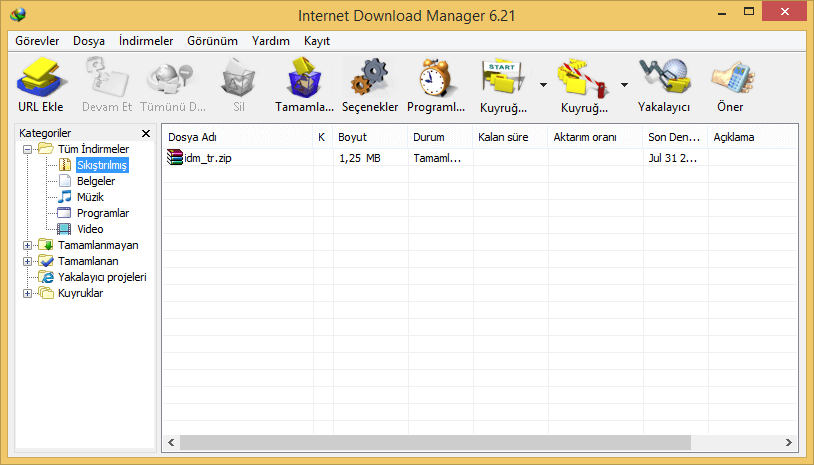 Internet Download Manager 6.21
Görevler Dosya İndirmeler Görünüm Yardım Kayıt
START
URL Ekle Devam Et Tümünü D... Sil Tamamla... Seçenekler Programl... Kuyruğ... Kuyruğ... Yakalayıcı Öner
Kategoriler
Tüm İndirmeler
Sıkıştırılmış
Belgeler
Müzik
Programlar
Video
Tamamlanmayan
Tamamlanan
Yakalayıcı projeleri
Kuyruklar
Dosya Adı K Boyut Durum Kalan süre Aktarım oranı Son Den... Açıklama
idm_tr.zip 1,25 MB Tamaml... Jul 31 2...